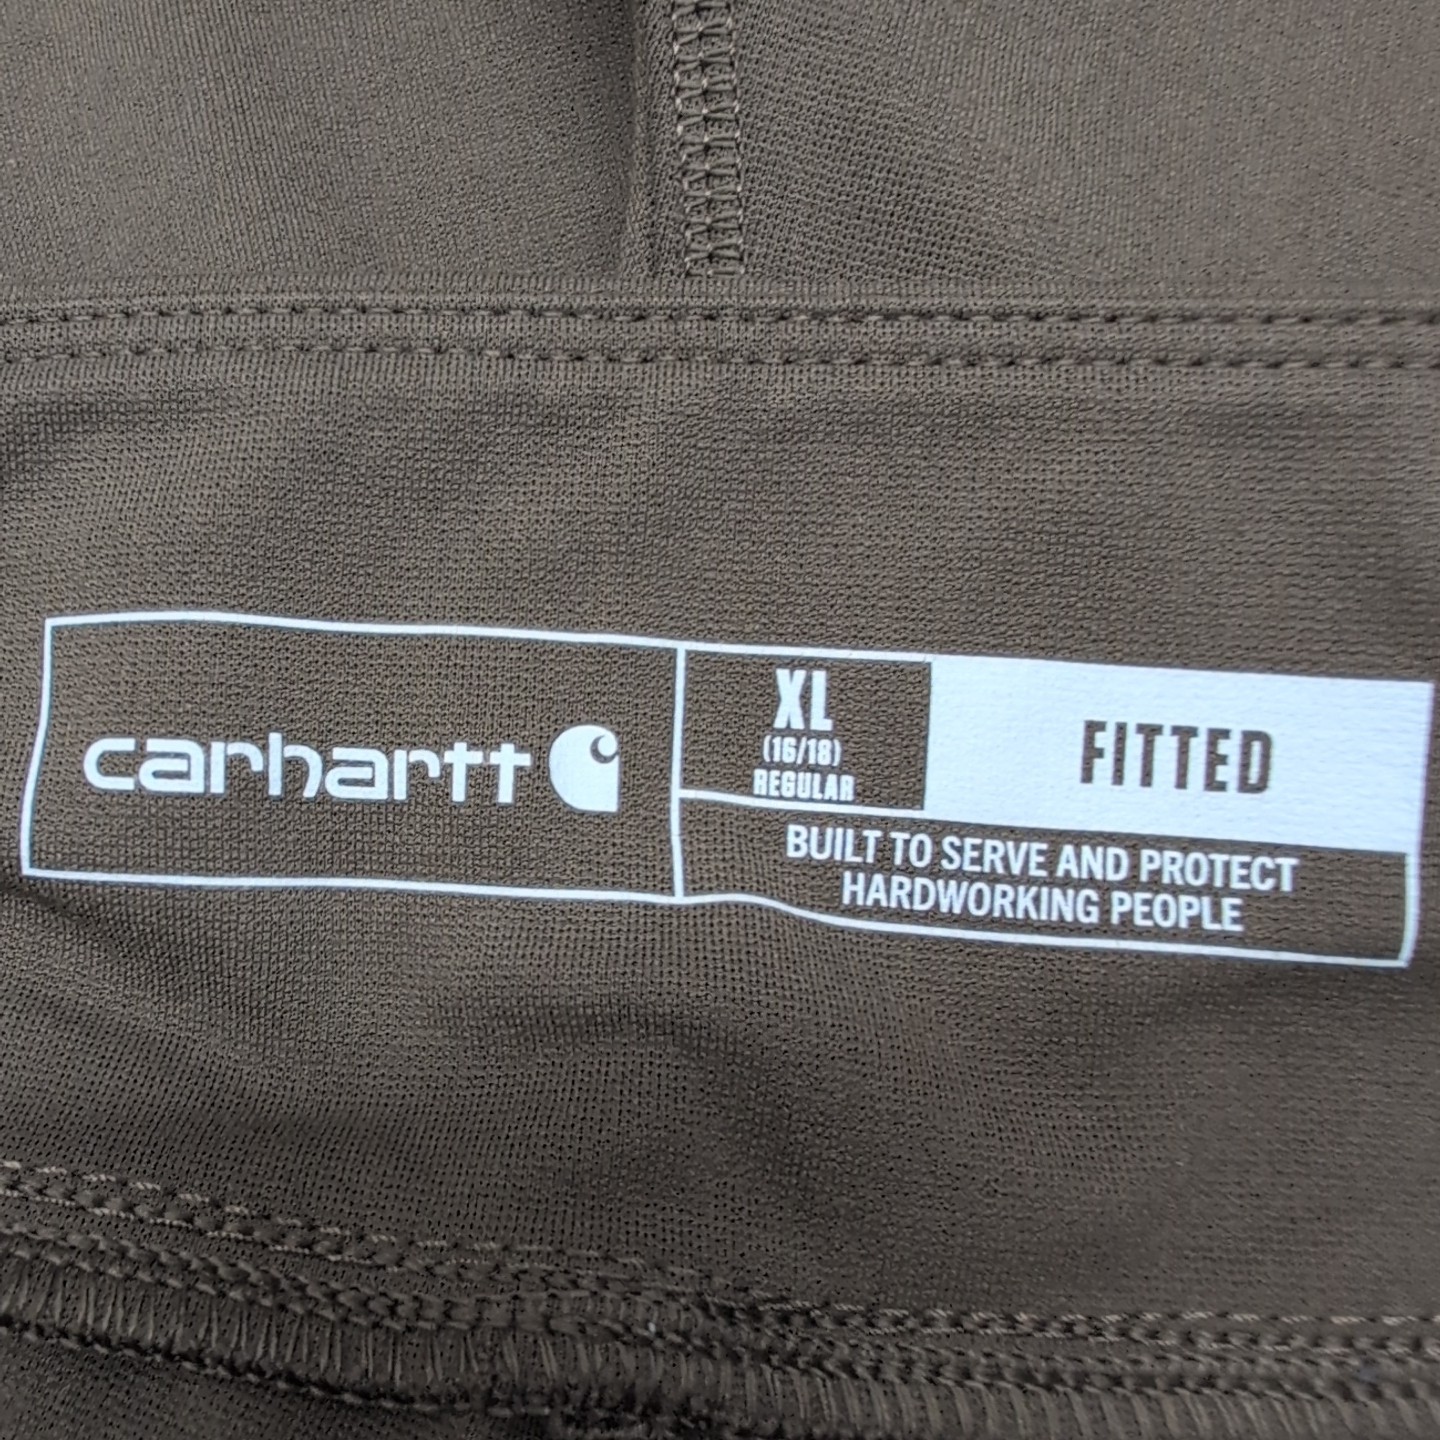 carhartt
XL
(16/18)
REGULAR
FITTED
BUILT TO SERVE AND PROTECT
HARDWORKING PEOPLE